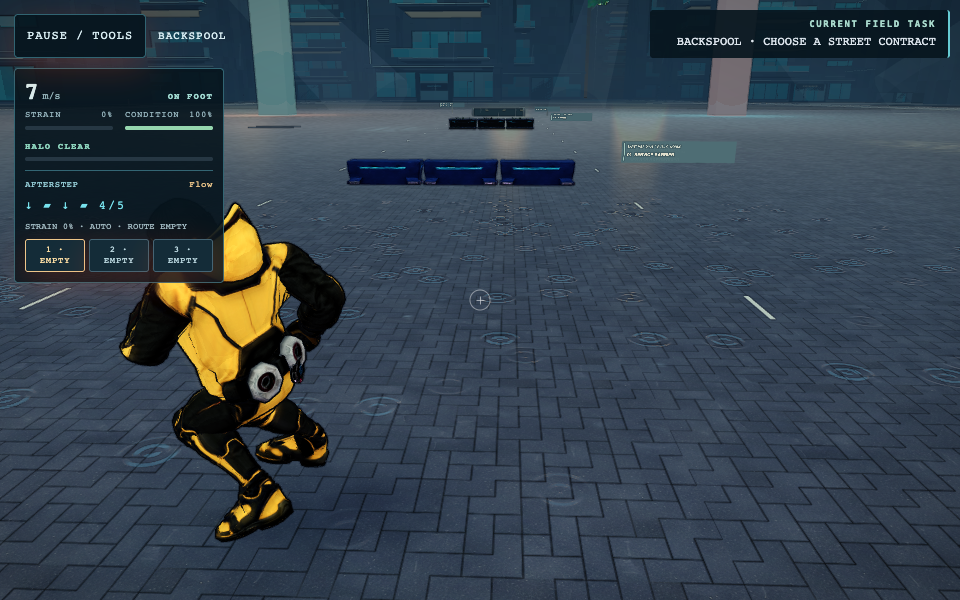 PAUSE / TOOLS
BACKSPOOL
CURRENT FIELD TASK
BACKSPOOL • CHOOSE A STREET CONTRACT
7 m/s
ON FOOT
STRAIN 0%
CONDITION 100%
HALO CLEAR
AFTERSTEP
Flow
↓ ▰ ↓ ▰ 4/5
STRAIN 0% · AUTO · ROUTE EMPTY
1 · EMPTY
2 · EMPTY
3 · EMPTY